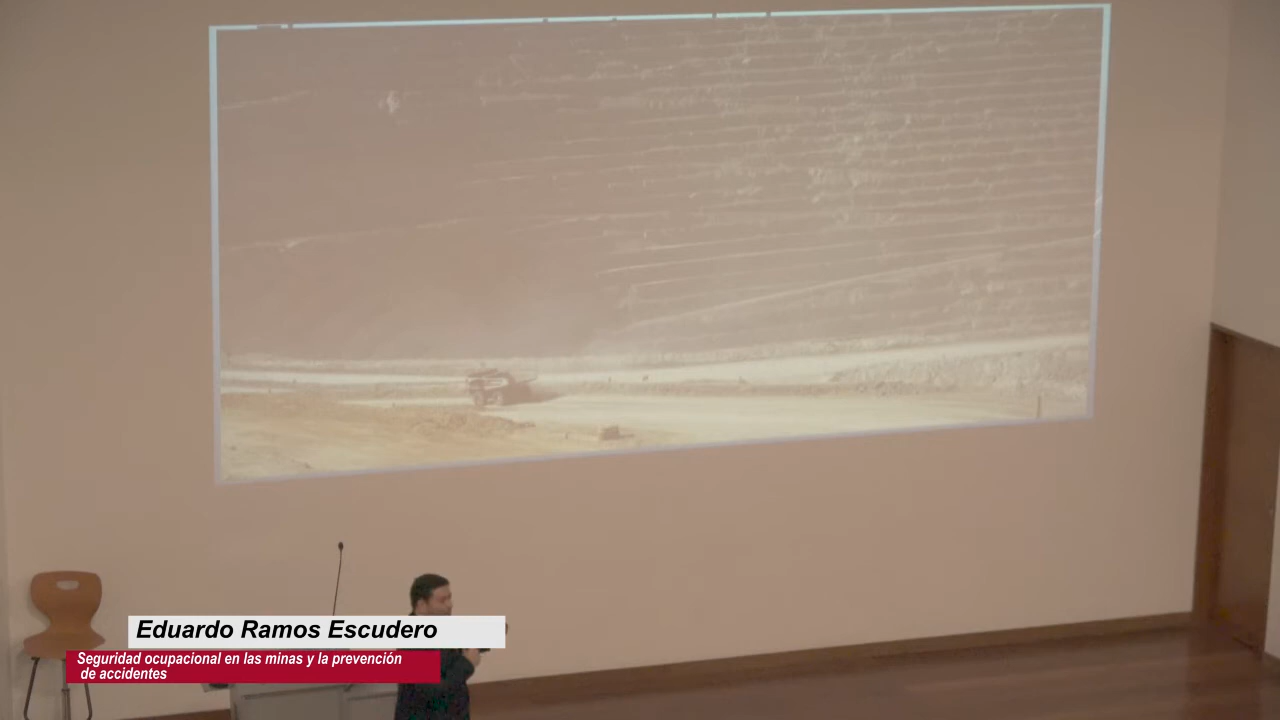 Eduardo Ramos Escudero
Seguridad ocupacional en las minas y la prevención
de accidentes